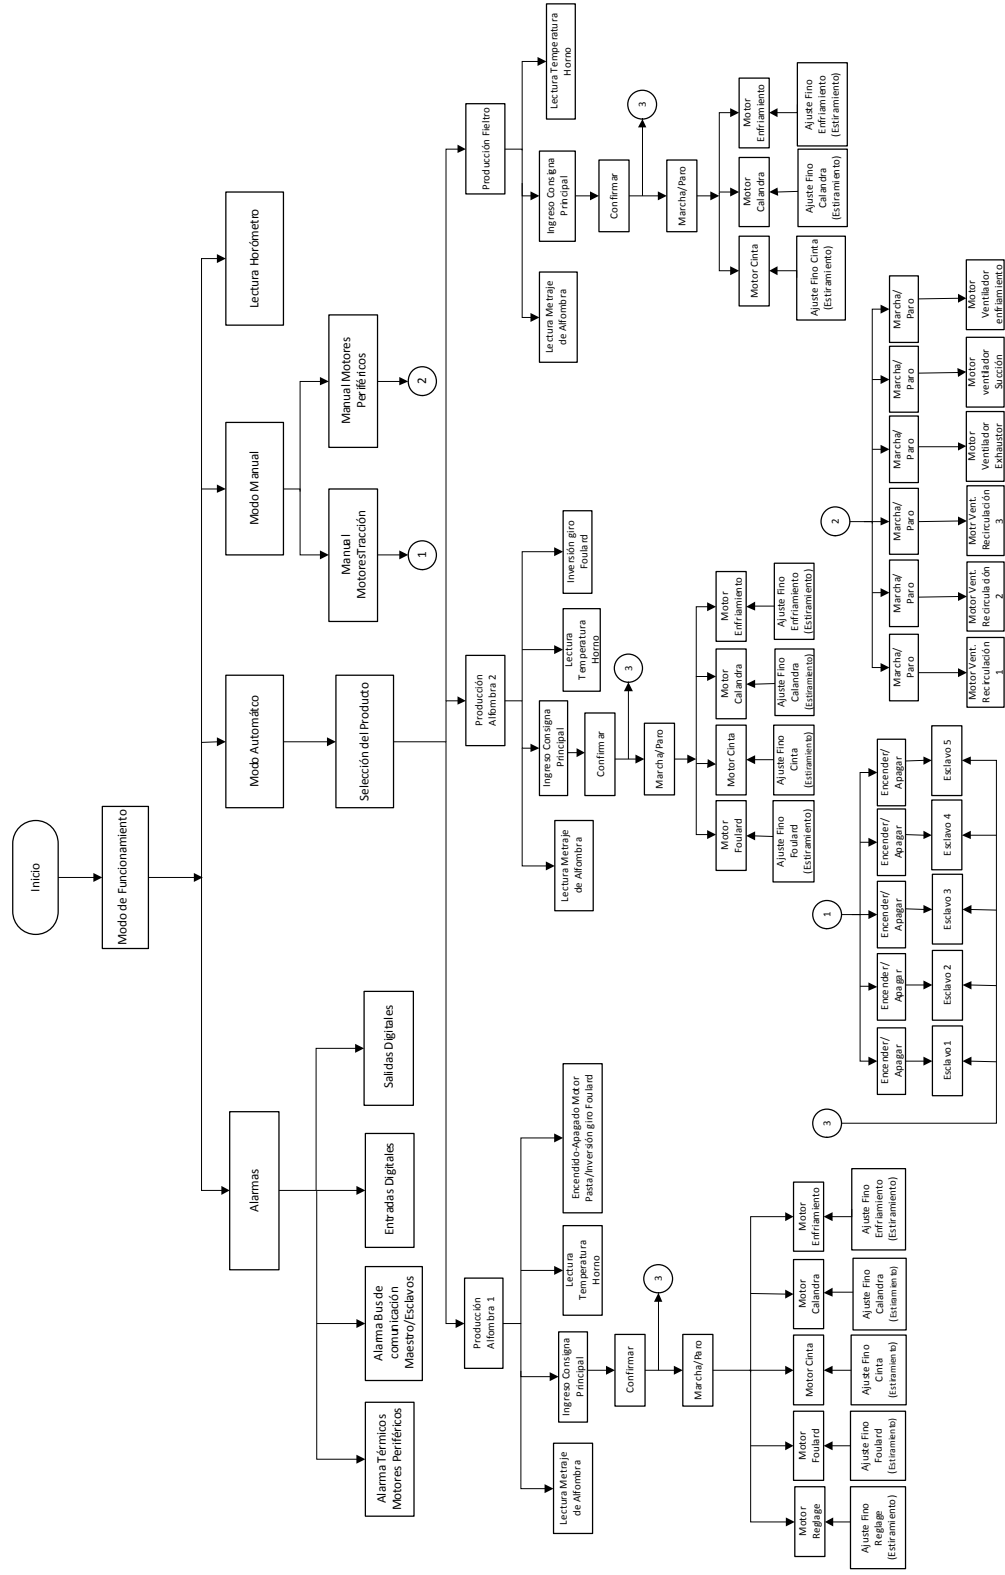 Inicio
Modo de Funcionamiento
Alarmas
Modo Automátco
Modo Manual
Lectura Horómetro
Alarma Térmicos
Motores Periféricos
Alarma Bus de
comunicación
Maestro/Esclavos
Entradas Digitales
Salidas Digitales
Selección del Producto
Manual
MotoresTracción
Manual Motores
Periféricos
1
2
Producción
Alfombra 1
Producción
Alfombra 2
Producción Fieltro
Lectura Metraje
de Alfombra
Ingreso Consigna
Principal
Lectura
Temperatura
Horno
Encendido-Apagado Motor
Pasta/Inversión giro Foulard
Confirmar
3
Marcha/Paro
Motor
Reglage
Motor
Foulard
Motor Cinta
Motor
Calandra
Motor
Enfriamiento
Ajuste Fino
Reglage
(Estiramiento)
Ajuste Fino
Foulard
(Estiramiento)
Ajuste Fino
Cinta
(Estiramiento)
Ajuste Fino
Calandra
(Estiramiento)
Ajuste Fino
Enfriamiento
(Estiramiento)
Lectura Metraje
de Alfombra
Ingreso Consigna
Principal
Lectura
Temperatura
Horno
Inversión giro
Foulard
Confirmar
3
Marcha/Paro
Motor
Foulard
Motor Cinta
Motor
Calandra
Motor
Enfriamiento
Ajuste Fino
Foulard
(Estiramiento)
Ajuste Fino
Cinta
(Estiramiento)
Ajuste Fino
Calandra
(Estiramiento)
Ajuste Fino
Enfriamiento
(Estiramiento)
Lectura Metraje
de Alfombra
Ingreso Consigna
Principal
Lectura Temperatura
Horno
Confirmar
3
Marcha/Paro
Motor Cinta
Motor
Calandra
Motor
Enfriamiento
Ajuste Fino Cinta
(Estiramiento)
Ajuste Fino
Calandra
(Estiramiento)
Ajuste Fino
Enfriamiento
(Estiramiento)
3
1
Encender/
Apagar
Encender/
Apagar
Encender/
Apagar
Encender/
Apagar
Encender/
Apagar
Esclavo 1
Esclavo 2
Esclavo 3
Esclavo 4
Esclavo 5
2
Marcha/
Paro
Marcha/
Paro
Marcha/
Paro
Marcha/
Paro
Marcha/
Paro
Marcha/
Paro
Motor Vent.
Recirculación
1
Motor Vent.
Recirculación
2
Motr Vent.
Recirculación
3
Motor
Ventilador
Exhaustor
Motor
ventilador
Succión
Motor
Ventilador
enfriamiento